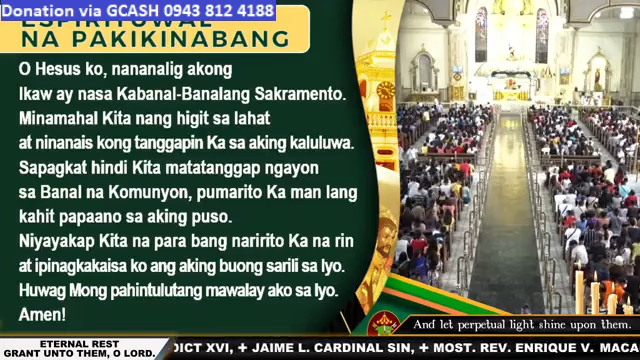 Donation via GCASH 0943 812 4188
ESPIRITUWAL
NA PAKIKINABANG
O Hesus ko, nananalig akong
Ikaw ay nasa Kabanal-Banalang Sakramento.
Minamahal Kita nang higit sa lahat
at ninanais kong tanggapin Ka sa aking kaluluwa.
Sapagkat hindi Kita matatanggap ngayon
sa Banal na Komunyon, pumarito Ka man lang
kahit papaano sa aking puso.
Niyayakap Kita na para bang naririto Ka na rin
at ipinagkakaisa ko ang aking buong sarili sa Iyo.
Huwag Mong pahintulutang mawalay ako sa Iyo.
Amen!
And let perpetual light shine upon them.
ETERNAL REST
GRANT UNTO THEM, O LORD.
DICT XVI, + JAIME L. CARDINAL SIN, + MOST. REV. ENRIQUE V. MACA